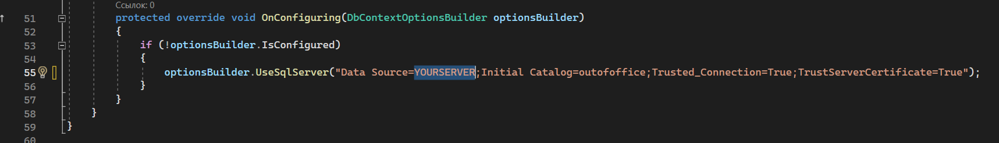 Ссылок: 0
51 protected override void OnConfiguring(DbContextOptionsBuilder optionsBuilder)
52 {
53 if (!optionsBuilder.IsConfigured)
54 {
55 optionsBuilder.UseSqlServer("Data Source=YOURSERVER;Initial Catalog=outofoffice;Trusted_Connection=True;TrustServerCertificate=True");
56 }
57 }
58 }
59 }
60